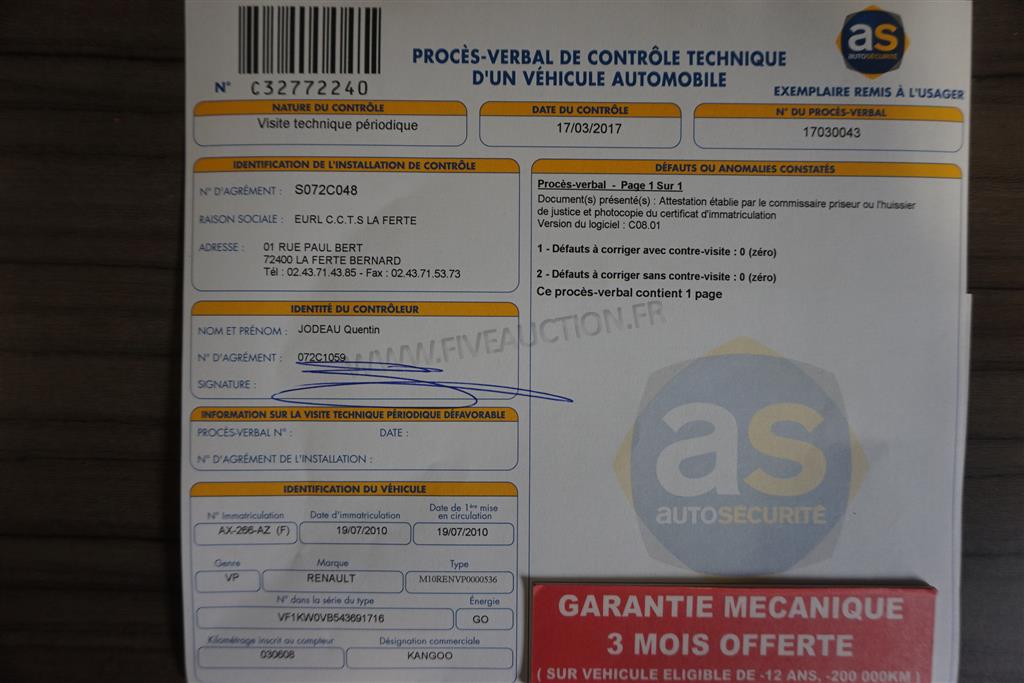 N° C32772240
PROCÈS-VERBAL DE CONTRÔLE TECHNIQUE
D'UN VÉHICULE AUTOMOBILE
as
AUTOSÉCURITÉ
EXEMPLAIRE REMIS À L'USAGER
NATURE DU CONTRÔLE
Visite technique périodique
DATE DU CONTRÔLE
17/03/2017
N° DU PROCÈS-VERBAL
17030043
IDENTIFICATION DE L'INSTALLATION DE CONTRÔLE
N° D'AGRÉMENT : S072C048
RAISON SOCIALE : EURL C.C.T.S LA FERTE
ADRESSE : 01 RUE PAUL BERT
72400 LA FERTE BERNARD
Tél : 02.43.71.43.85 - Fax : 02.43.71.53.73
IDENTITÉ DU CONTRÔLEUR
NOM ET PRÉNOM : JODEAU Quentin
N° D'AGRÉMENT : 072C1059
SIGNATURE :
INFORMATION SUR LA VISITE TECHNIQUE PÉRIODIQUE DÉFAVORABLE
PROCÈS-VERBAL N° : DATE :
N° D'AGRÉMENT DE L'INSTALLATION :
IDENTIFICATION DU VÉHICULE
N° Immatriculation Date d'immatriculation Date de 1ère mise
en circulation
AX-266-AZ (F) 19/07/2010 19/07/2010
Genre Marque Type
VP RENAULT M10RENVP0000536
N° dans la série du type Énergie
VF1KW0VB543691716 GO
Kilométrage inscrit au compteur Désignation commerciale
030608 KANGOO
DÉFAUTS OU ANOMALIES CONSTATÉS
Procès-verbal - Page 1 Sur 1
Document(s) présenté(s) : Attestation établie par le commissaire priseur ou l'huissier
de justice et photocopie du certificat d'immatriculation
Version du logiciel : C08.01
1 - Défauts à corriger avec contre-visite : 0 (zéro)
2 - Défauts à corriger sans contre-visite : 0 (zéro)
Ce procès-verbal contient 1 page
WWW.FIVEAUCTION.FR
as
AUTOSÉCURITÉ
GARANTIE MECANIQUE
3 MOIS OFFERTE
( SUR VEHICULE ELIGIBLE DE -12 ANS, -200 000KM )